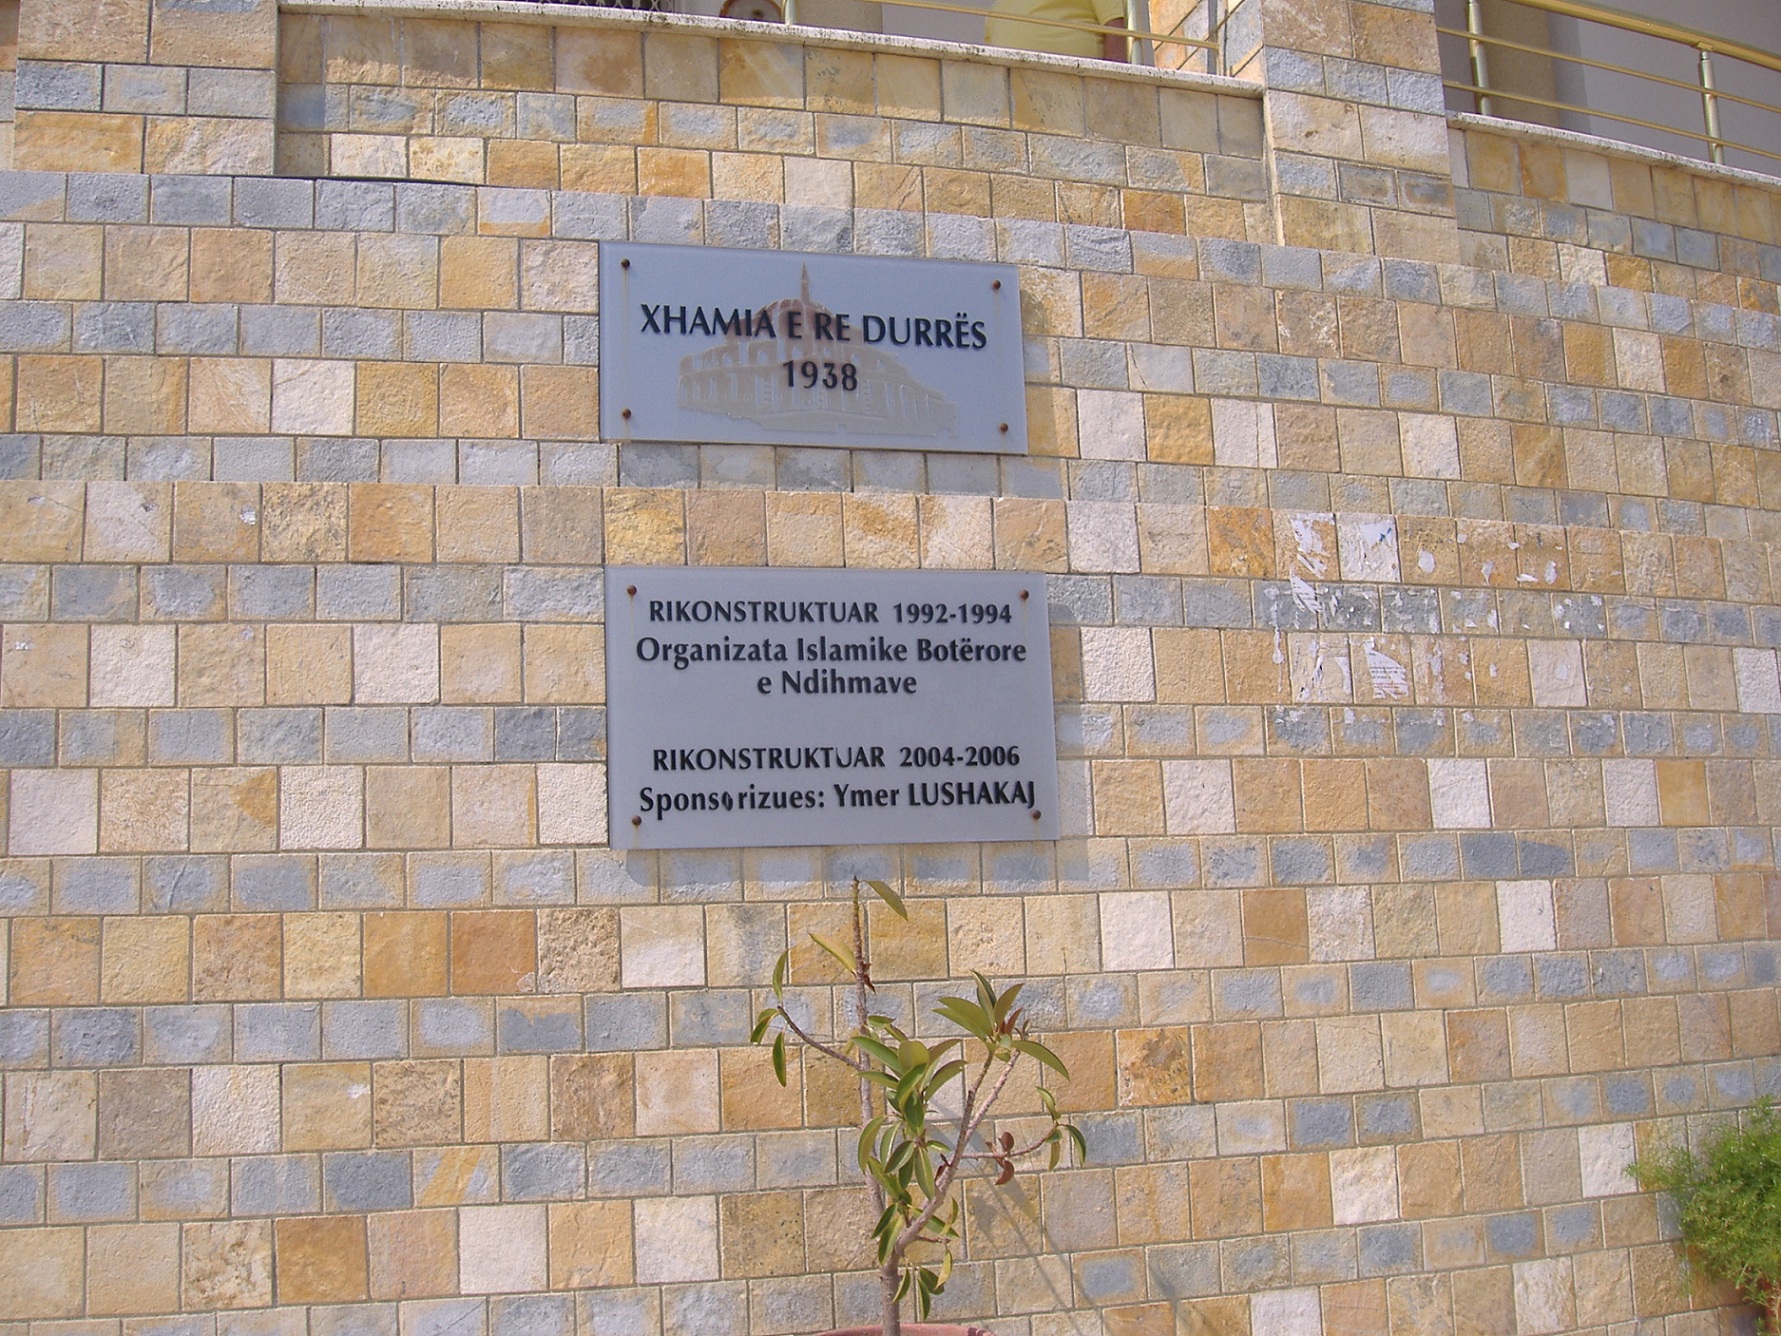 XHAMIA E RE DURRËS
1938
RIKONSTRUKTUAR 1992-1994
Organizata Islamike Botërore
e Ndihmave
RIKONSTRUKTUAR 2004-2006
Sponsorizues: Ymer LUSHAKAJ